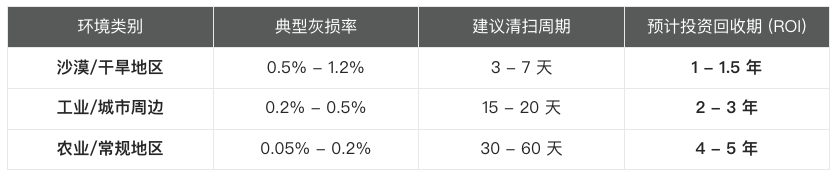 环境类别 典型灰损率 建议清扫周期 预计投资回收期 (ROI)
沙漠/干旱地区 0.5% – 1.2% 3 – 7 天 1 – 1.5 年
工业/城市周边 0.2% – 0.5% 15 – 20 天 2 – 3 年
农业/常规地区 0.05% – 0.2% 30 – 60 天 4 – 5 年